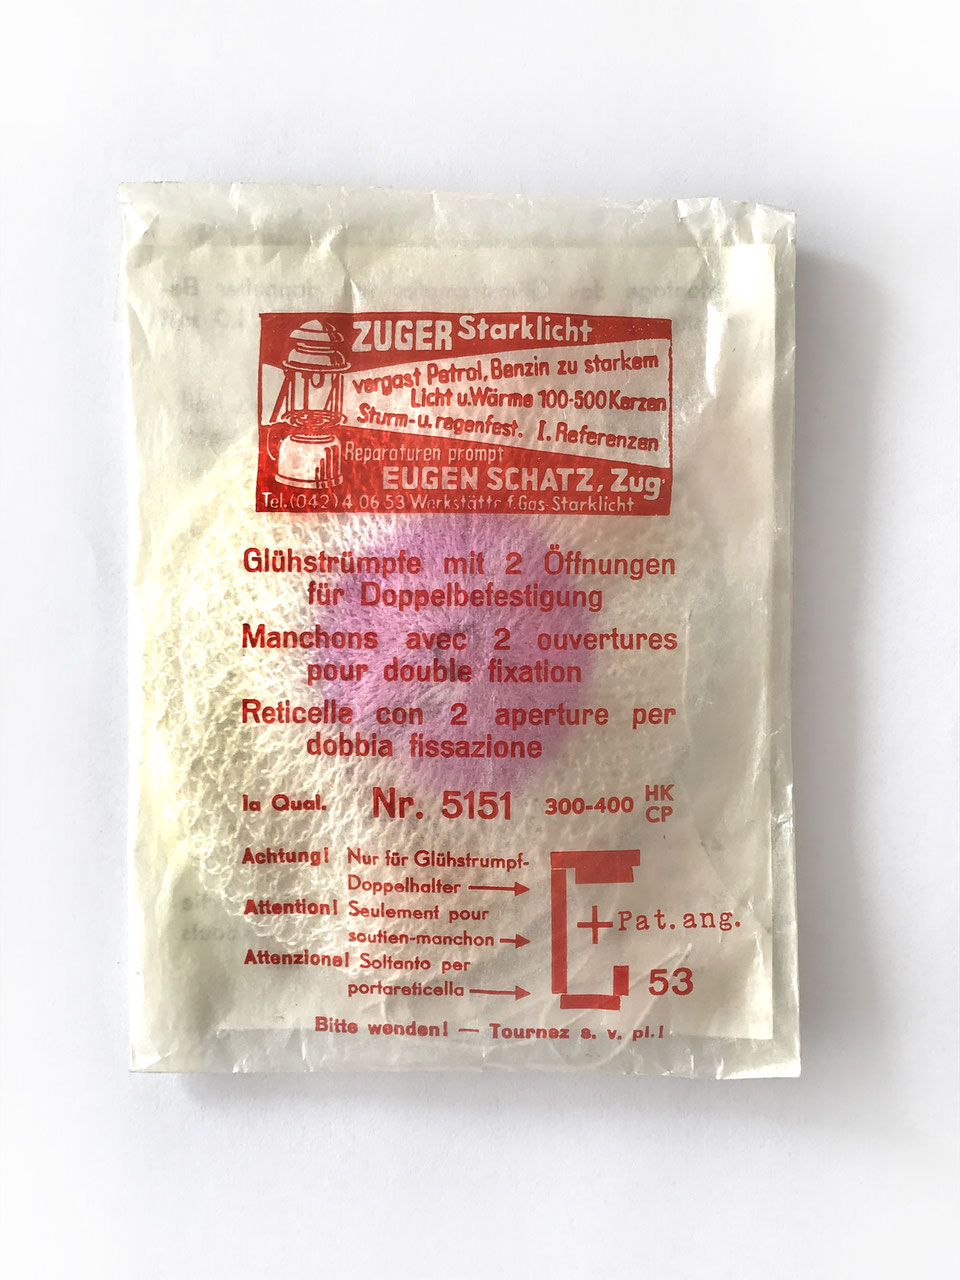 ZUGER Starklicht
vergast Petrol, Benzin zu starkem
Licht u. Wärme 100-500 Kerzen
Sturm- u. regenfest. I. Referenzen
Reparaturen prompt
EUGEN SCHATZ, Zug
Tel. (042) 4 06 53 Werkstätte f. Gas-Starklicht
Glühstrümpfe mit 2 Öffnungen
für Doppelbefestigung
Manchons avec 2 ouvertures
pour double fixation
Reticelle con 2 aperture per
dobbia fissazione
Ia Qual. Nr. 5151 300-400 HK
CP
Achtung! Nur für Glühstrumpf-
Doppelhalter
Attention! Seulement pour
soutien-manchon
Attenzione! Soltanto per
portareticella
+Pat. ang.
53
Bitte wenden! — Tournez s. v. pl.!